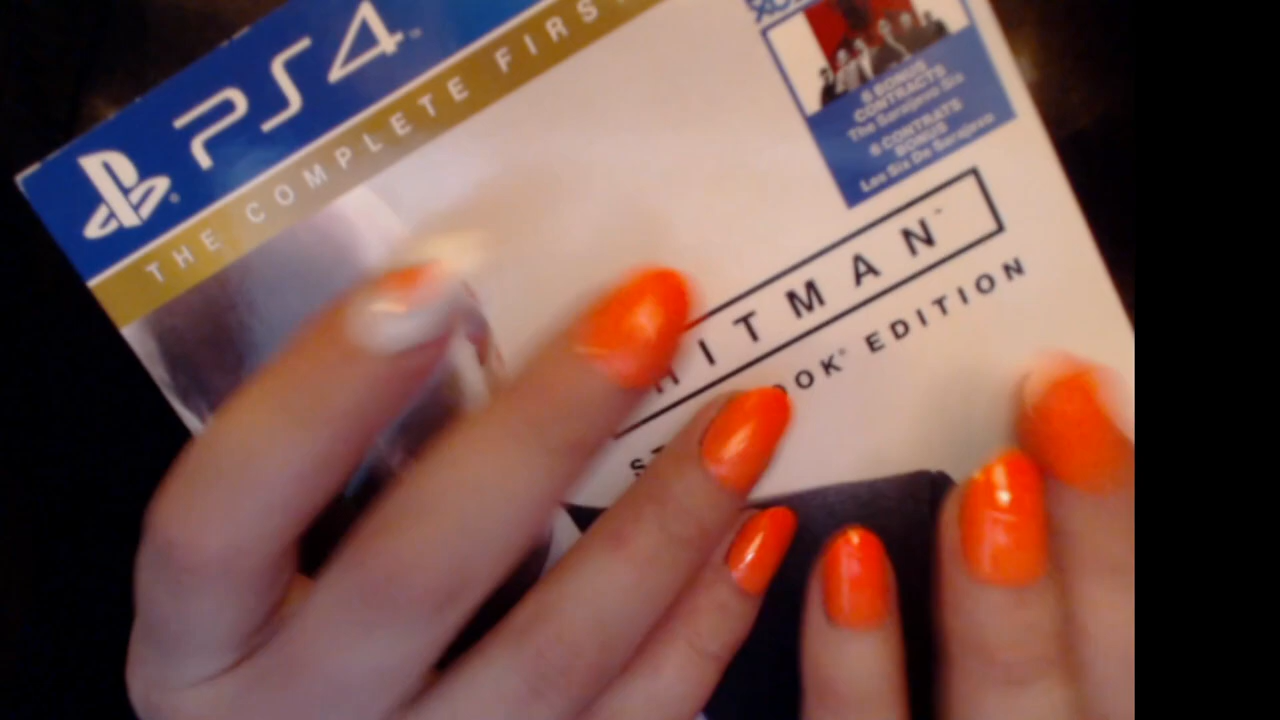 PS4
THE COMPLETE FIRS
6 BONUS
CONTRACTS
The Sarajevo Six
6 CONTRATS
BONUS
Les Six De Sarajevo
HITMAN™
OOK® EDITION